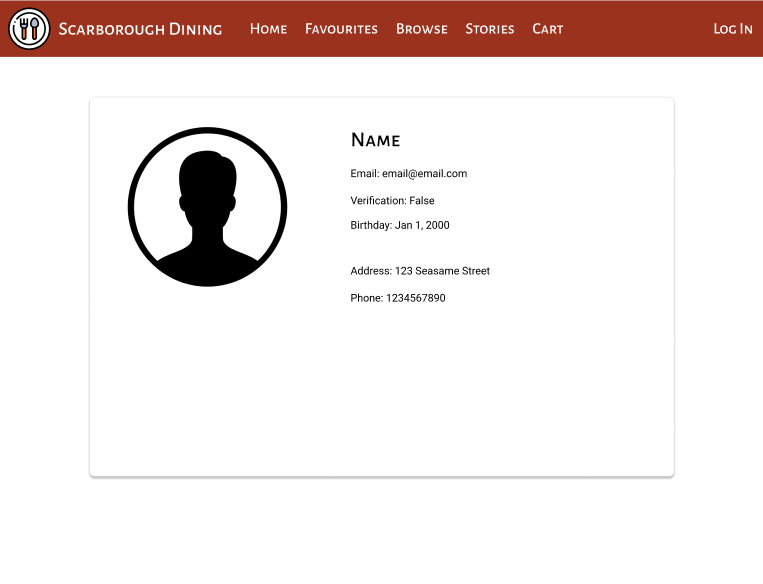 Scarborough Dining Home Favourites Browse Stories Cart Log In
Name
Email: email@email.com
Verification: False
Birthday: Jan 1, 2000
Address: 123 Seasame Street
Phone: 1234567890